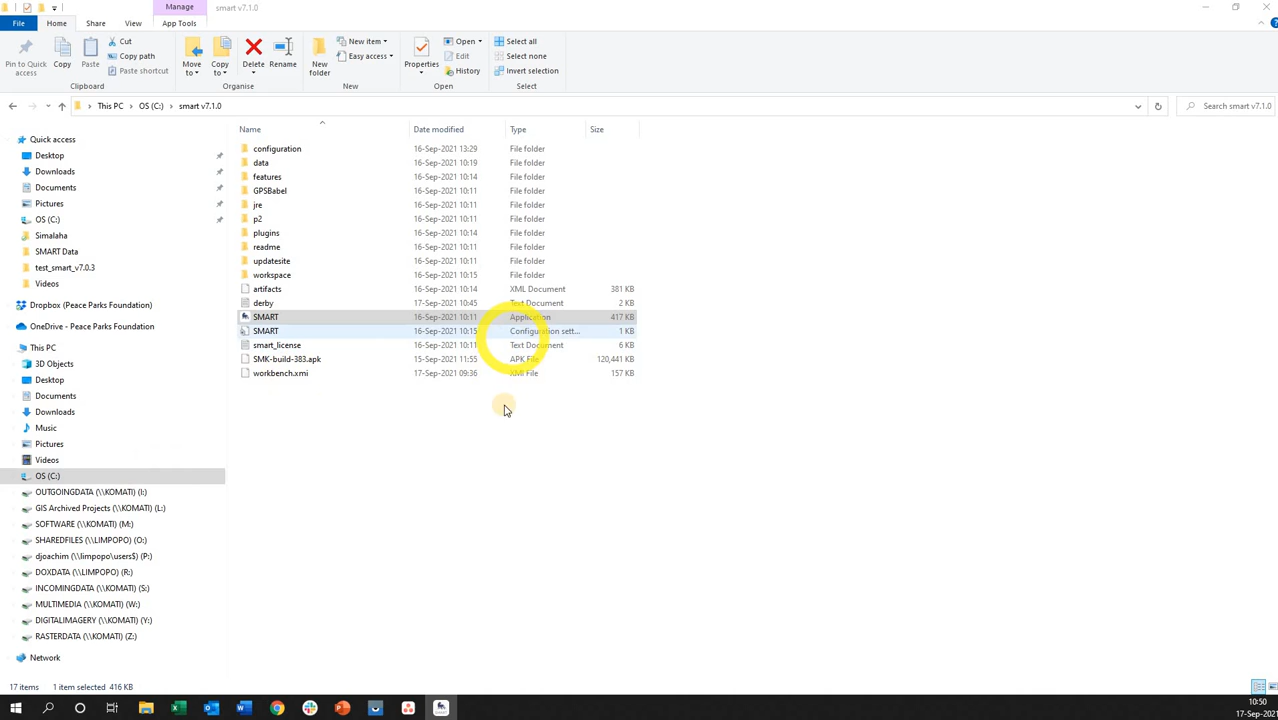 Manage smart v7.1.0
File Home Share View App Tools
Pin to Quick access
Copy
Paste
Cut
Copy path
Paste shortcut
Move to
Copy to
Delete
Rename
New folder
New item
Easy access
Properties
Open
Edit
History
Select all
Select none
Invert selection
Clipboard Organise New Open Select
This PC OS (C:) smart v7.1.0 Search smart v7.1.0
Name Date modified Type Size
configuration 16-Sep-2021 13:29 File folder
data 16-Sep-2021 10:19 File folder
features 16-Sep-2021 10:14 File folder
GPSBabel 16-Sep-2021 10:11 File folder
jre 16-Sep-2021 10:11 File folder
p2 16-Sep-2021 10:11 File folder
plugins 16-Sep-2021 10:14 File folder
readme 16-Sep-2021 10:11 File folder
updatesite 16-Sep-2021 10:11 File folder
workspace 16-Sep-2021 10:15 File folder
artifacts 16-Sep-2021 10:14 XML Document 381 KB
derby 17-Sep-2021 10:45 Text Document 2 KB
SMART 16-Sep-2021 10:11 Application 417 KB
SMART 16-Sep-2021 10:15 Configuration sett... 1 KB
smart_license 16-Sep-2021 10:11 Text Document 6 KB
SMK-build-383.apk 15-Sep-2021 11:55 APK File 120,441 KB
workbench.xmi 17-Sep-2021 09:36 XMI File 157 KB
Quick access
Desktop
Downloads
Documents
Pictures
OS (C:)
Simalaha
SMART Data
test_smart_v7.0.3
Videos
Dropbox (Peace Parks Foundation)
OneDrive - Peace Parks Foundation
This PC
3D Objects
Desktop
Documents
Downloads
Music
Pictures
Videos
OS (C:)
OUTGOINGDATA (\\KOMATI) (I:)
GIS Archived Projects (\\KOMATI) (L:)
SOFTWARE (\\KOMATI) (M:)
SHAREDFILES (\\LIMPOPO) (O:)
djoachim (\\limpopo\users$) (P:)
DOXDATA (\\LIMPOPO) (R:)
INCOMINGDATA (\\KOMATI) (S:)
MULTIMEDIA (\\KOMATI) (W:)
DIGITALIMAGERY (\\KOMATI) (Y:)
RASTERDATA (\\KOMATI) (Z:)
Network
17 items 1 item selected 416 KB
10:50
17-Sep-2021